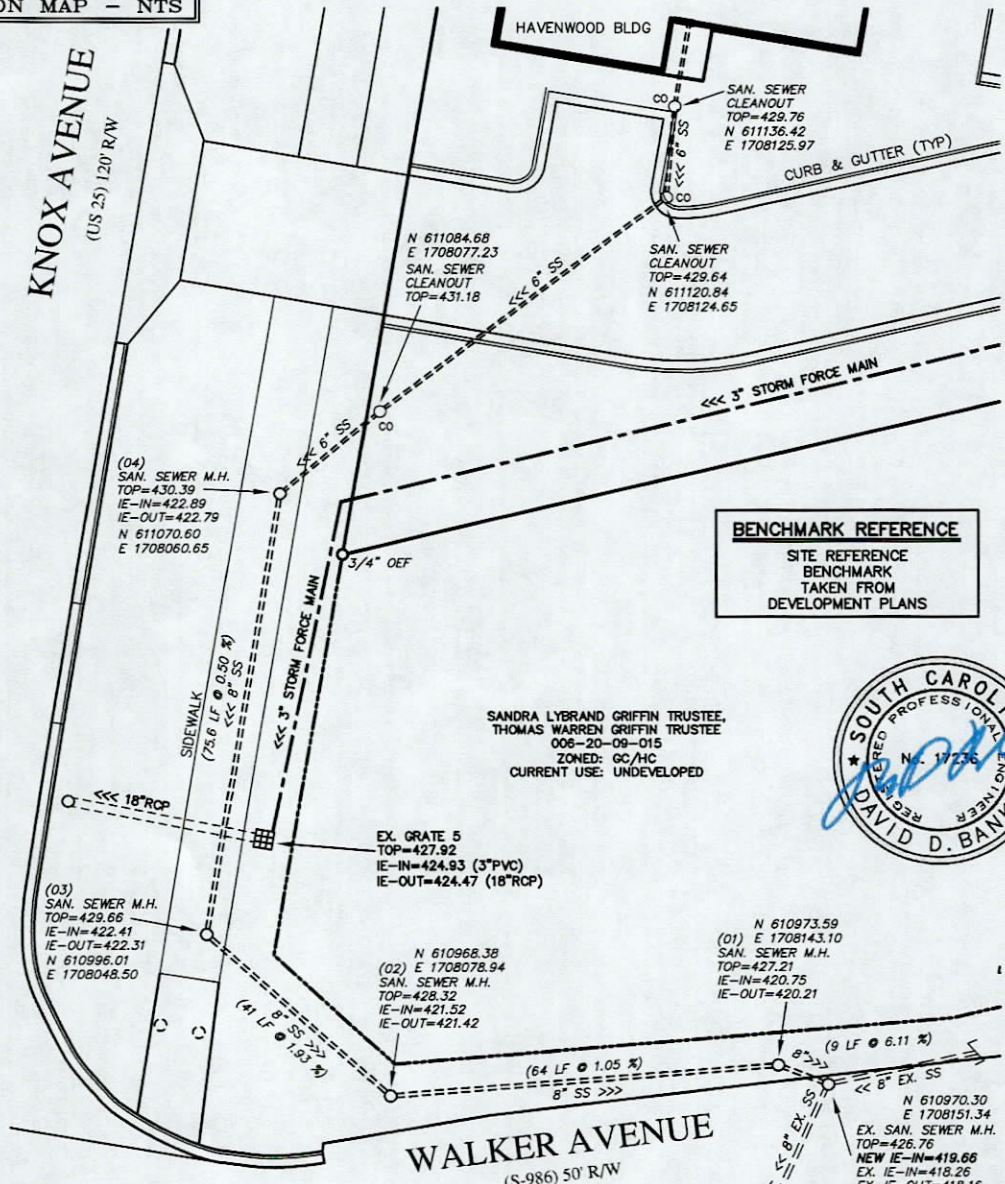 ON MAP – NTS
HAVENWOOD BLDG
KNOX AVENUE
(US 25) 120' R/W
CO
SAN. SEWER
CLEANOUT
TOP=429.76
N 611136.42
E 1708125.97
<<< 6" SS
CO
CURB & GUTTER (TYP)
N 611084.68
E 1708077.23
SAN. SEWER
CLEANOUT
TOP=431.18
<<< 6" SS
SAN. SEWER
CLEANOUT
TOP=429.64
N 611120.84
E 1708124.65
<<< 3" STORM FORCE MAIN
CO
<<< 6" SS
(04)
SAN. SEWER M.H.
TOP=430.39
IE-IN=422.89
IE-OUT=422.79
N 611070.60
E 1708060.65
3/4" OEF
BENCHMARK REFERENCE
SITE REFERENCE
BENCHMARK
TAKEN FROM
DEVELOPMENT PLANS
<<< 3" STORM FORCE MAIN
SIDEWALK
(75.6 LF @ 0.50 %)
<<< 8" SS
SANDRA LYBRAND GRIFFIN TRUSTEE,
THOMAS WARREN GRIFFIN TRUSTEE
006-20-09-015
ZONED: GC/HC
CURRENT USE: UNDEVELOPED
★ SOUTH CAROL
PROFESSIONAL ENGINEER
No. 17236
DAVID D. BAN
<<< 18"RCP
EX. GRATE 5
TOP=427.92
IE-IN=424.93 (3"PVC)
IE-OUT=424.47 (18"RCP)
(03)
SAN. SEWER M.H.
TOP=429.66
IE-IN=422.41
IE-OUT=422.31
N 610996.01
E 1708048.50
N 610968.38
(02) E 1708078.94
SAN. SEWER M.H.
TOP=428.32
IE-IN=421.52
IE-OUT=421.42
N 610973.59
(01) E 1708143.10
SAN. SEWER M.H.
TOP=427.21
IE-IN=420.75
IE-OUT=420.21
8" SS >>>
(41 LF @ 1.93 %)
(64 LF @ 1.05 %)
8" SS >>>
(9 LF @ 6.11 %)
8">>>
<< 8" EX. SS
<<< 8" EX. SS
N 610970.30
E 1708151.34
EX. SAN. SEWER M.H.
TOP=426.76
NEW IE-IN=419.66
EX. IE-IN=418.26
EX. IE-OUT=418.16
WALKER AVENUE
(S-986) 50' R/W